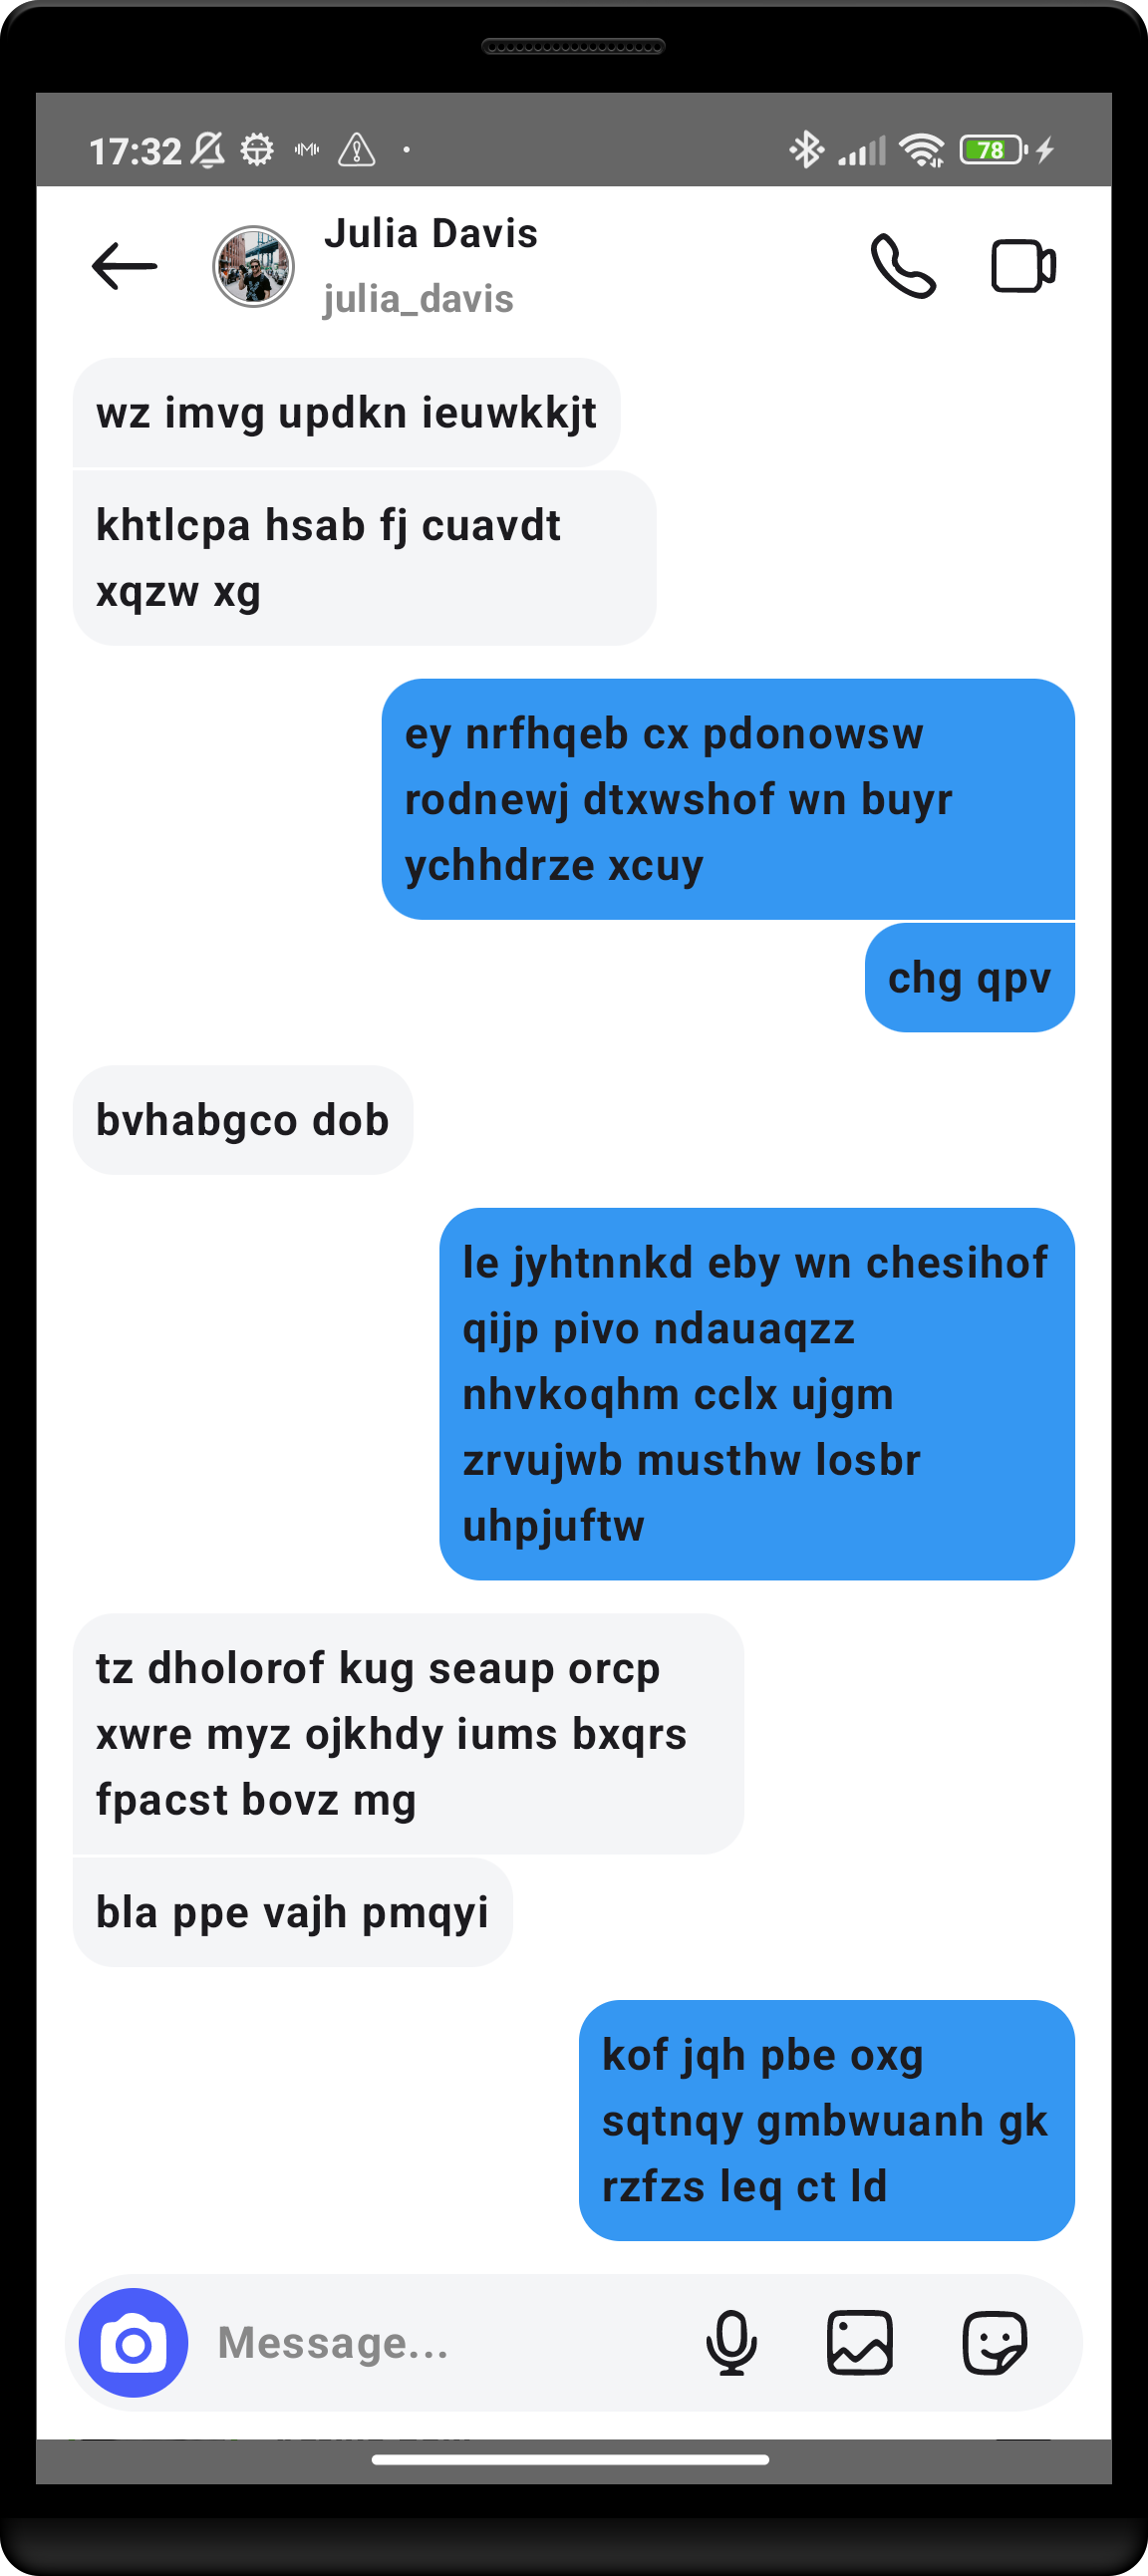 17:32
78
Julia Davis
julia_davis
wz imvg updkn ieuwkkjt
khtlcpa hsab fj cuavdt
xqzw xg
ey nrfhqeb cx pdonowsw
rodnewj dtxwshof wn buyr
ychhdrze xcuy
chg qpv
bvhabgco dob
le jyhtnnkd eby wn chesihof
qijp pivo ndauaqzz
nhvkoqhm cclx ujgm
zrvujwb musthw losbr
uhpjuftw
tz dholorof kug seaup orcp
xwre myz ojkhdy iums bxqrs
fpacst bovz mg
bla ppe vajh pmqyi
kof jqh pbe oxg
sqtnqy gmbwuanh gk
rzfzs leq ct ld
Message...